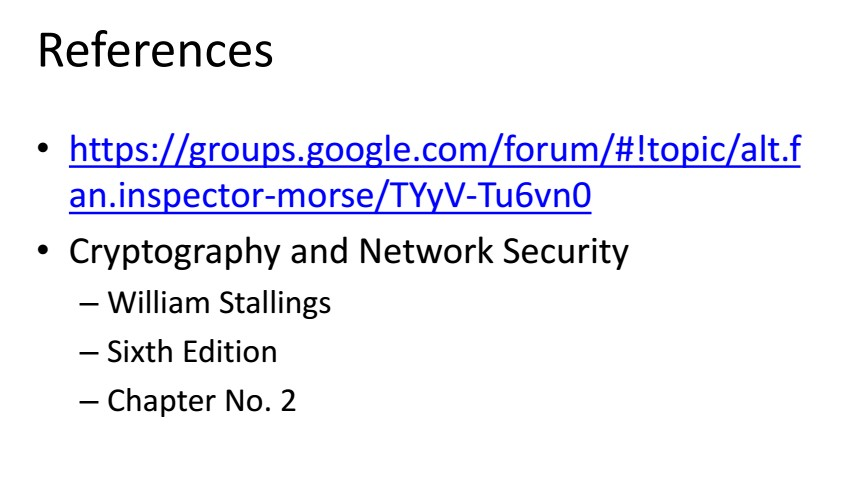 References
• https://groups.google.com/forum/#!topic/alt.f
an.inspector-morse/TYyV-Tu6vn0
• Cryptography and Network Security
– William Stallings
– Sixth Edition
– Chapter No. 2